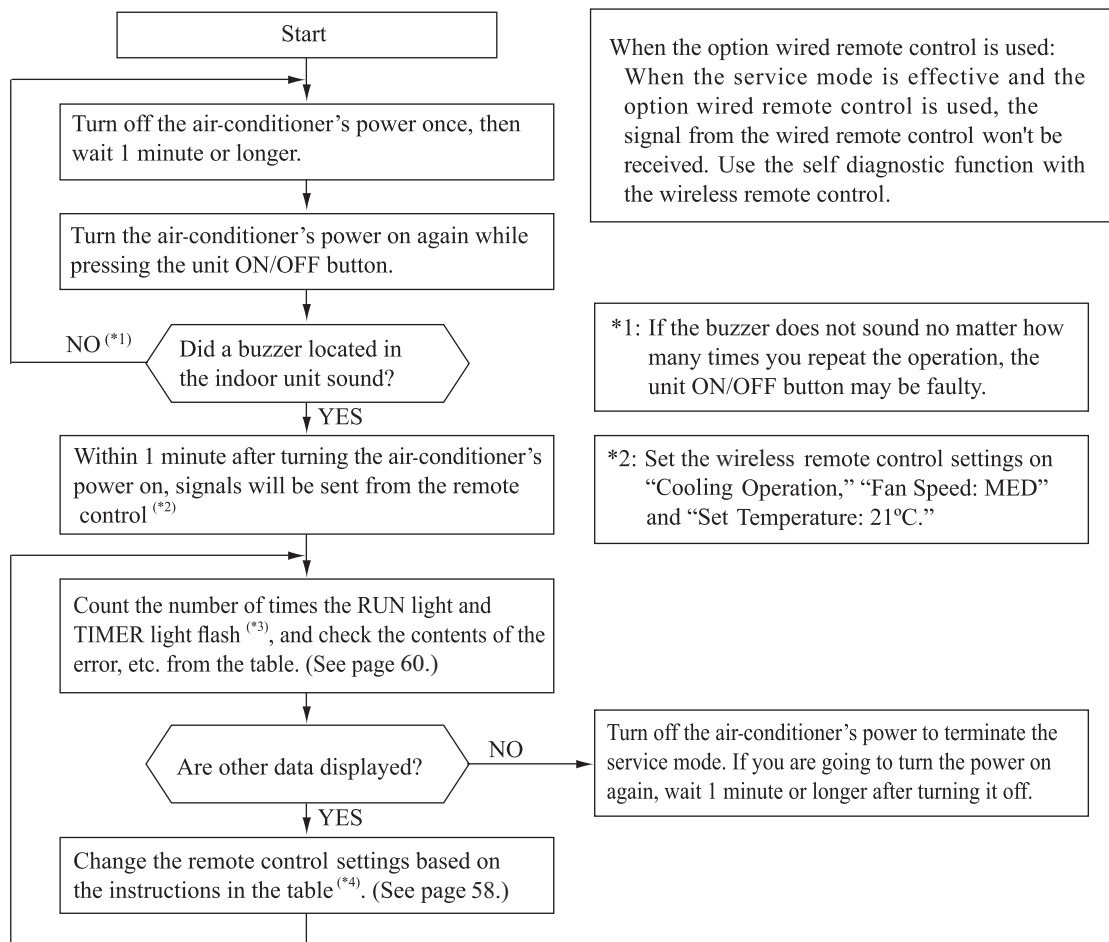 Start
Turn off the air-conditioner’s power once, then
wait 1 minute or longer.
Turn the air-conditioner’s power on again while
pressing the unit ON/OFF button.
NO (*1)
Did a buzzer located in
the indoor unit sound?
YES
Within 1 minute after turning the air-conditioner’s
power on, signals will be sent from the remote
control (*2)
Count the number of times the RUN light and
TIMER light flash (*3), and check the contents of the
error, etc. from the table. (See page 60.)
Are other data displayed?
NO
Turn off the air-conditioner’s power to terminate the
service mode. If you are going to turn the power on
again, wait 1 minute or longer after turning it off.
YES
Change the remote control settings based on
the instructions in the table (*4). (See page 58.)
When the option wired remote control is used:
When the service mode is effective and the
option wired remote control is used, the
signal from the wired remote control won't be
received. Use the self diagnostic function with
the wireless remote control.
*1: If the buzzer does not sound no matter how
many times you repeat the operation, the
unit ON/OFF button may be faulty.
*2: Set the wireless remote control settings on
“Cooling Operation,” “Fan Speed: MED”
and “Set Temperature: 21ºC.”